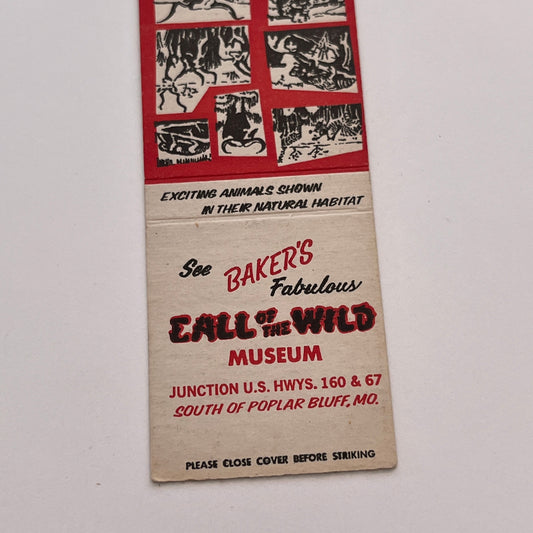 EXCITING ANIMALS SHOWN
IN THEIR NATURAL HABITAT
See BAKER'S
Fabulous
CALL OF THE WILD
MUSEUM
JUNCTION U.S. HWYS. 160 & 67
SOUTH OF POPLAR BLUFF, MO.
PLEASE CLOSE COVER BEFORE STRIKING